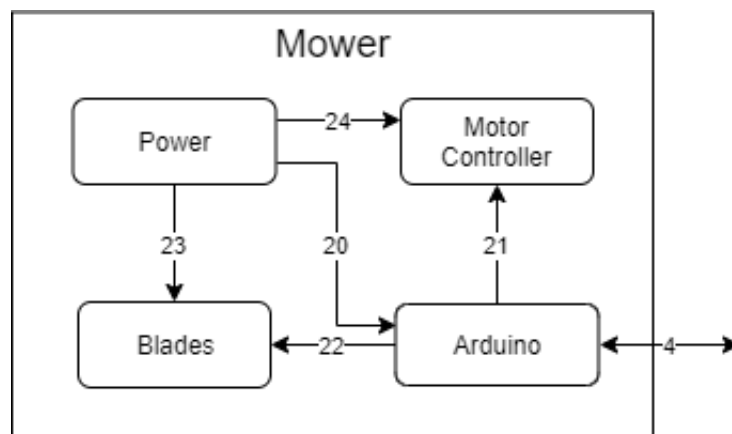 Mower
Power
24
Motor
Controller
23
20
21
Blades
22
Arduino
4